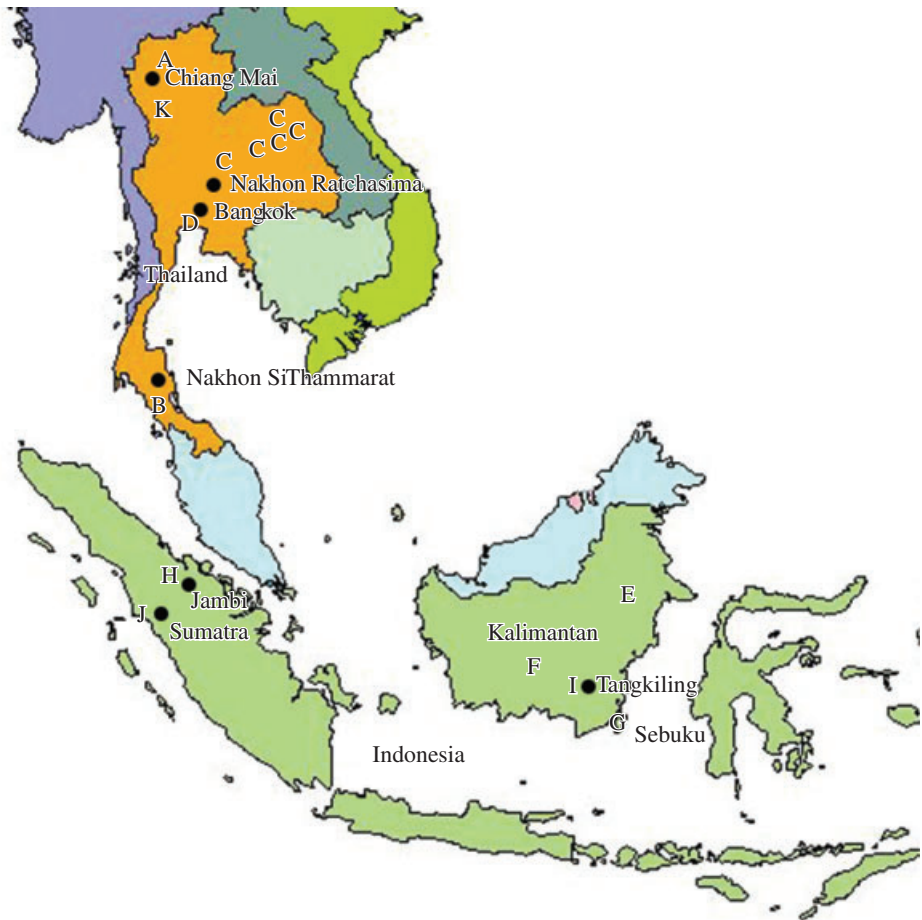 A
Chiang Mai
K
C
C
C
C
C
Nakhon Ratchasima
Bangkok
D
Thailand
Nakhon SiThammarat
B
H
Jambi
J
Sumatra
E
Kalimantan
F
I Tangkiling
G
Sebuku
Indonesia